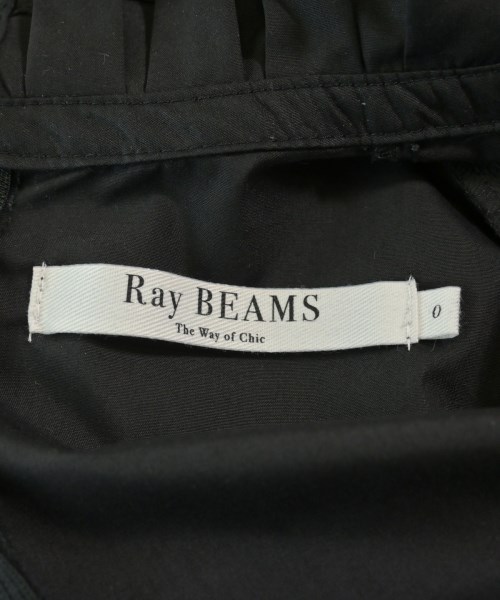 Ray BEAMS
The Way of Chic
0